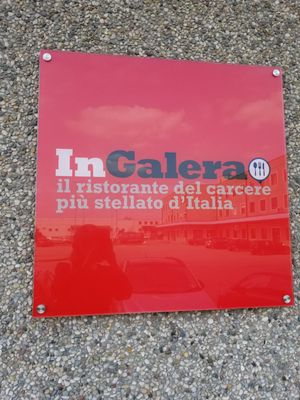 InGalera
il ristorante del carcere
più stellato d'Italia